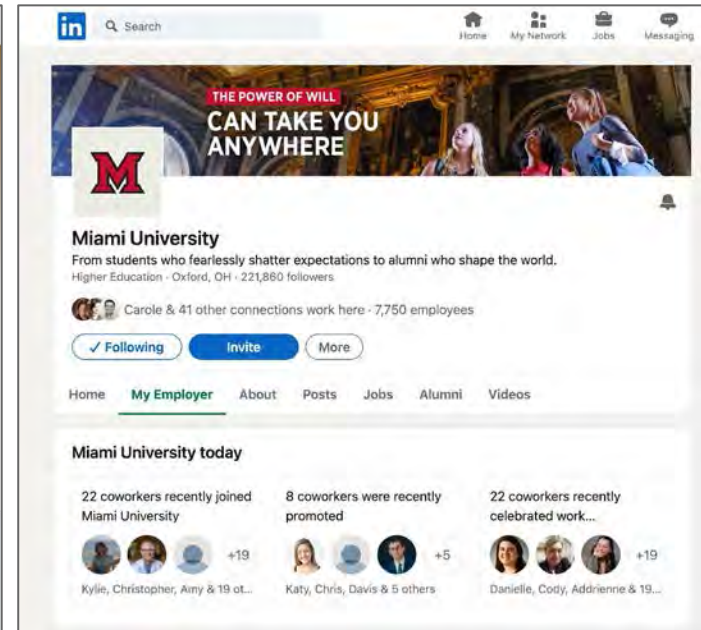 in
Search
Home
My Network
Jobs
Messaging
THE POWER OF WILL
CAN TAKE YOU
ANYWHERE
M
Miami University
From students who fearlessly shatter expectations to alumni who shape the world.
Higher Education · Oxford, OH · 221,860 followers
Carole & 41 other connections work here · 7,750 employees
✓ Following
Invite
More
Home
My Employer
About
Posts
Jobs
Alumni
Videos
Miami University today
22 coworkers recently joined
Miami University
+19
Kylie, Christopher, Amy & 19 ot...
8 coworkers were recently
promoted
+5
Katy, Chris, Davis & 5 others
22 coworkers recently
celebrated work...
+19
Danielle, Cody, Addrienne & 19...